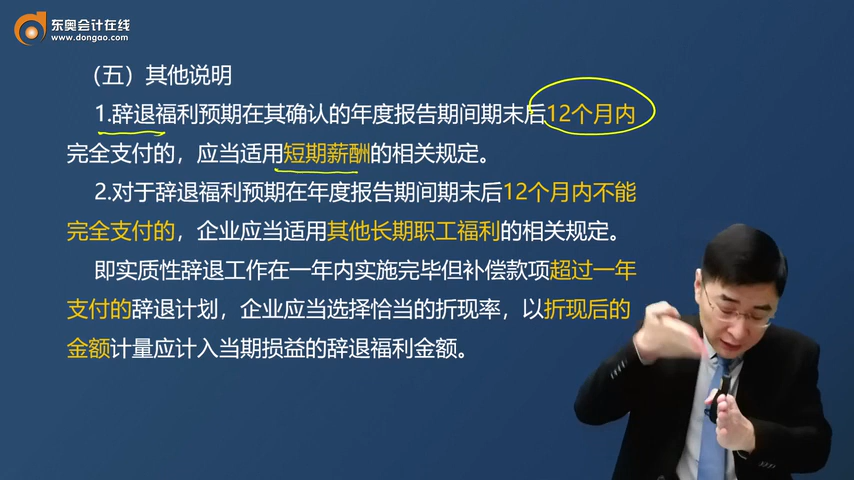 东奥会计在线
www.dongao.com
（五）其他说明
1.辞退福利预期在其确认的年度报告期间期末后12个月内
完全支付的，应当适用短期薪酬的相关规定。
2.对于辞退福利预期在年度报告期间期末后12个月内不能
完全支付的，企业应当适用其他长期职工福利的相关规定。
即实质性辞退工作在一年内实施完毕但补偿款项超过一年
支付的辞退计划，企业应当选择恰当的折现率，以折现后的
金额计量应计入当期损益的辞退福利金额。